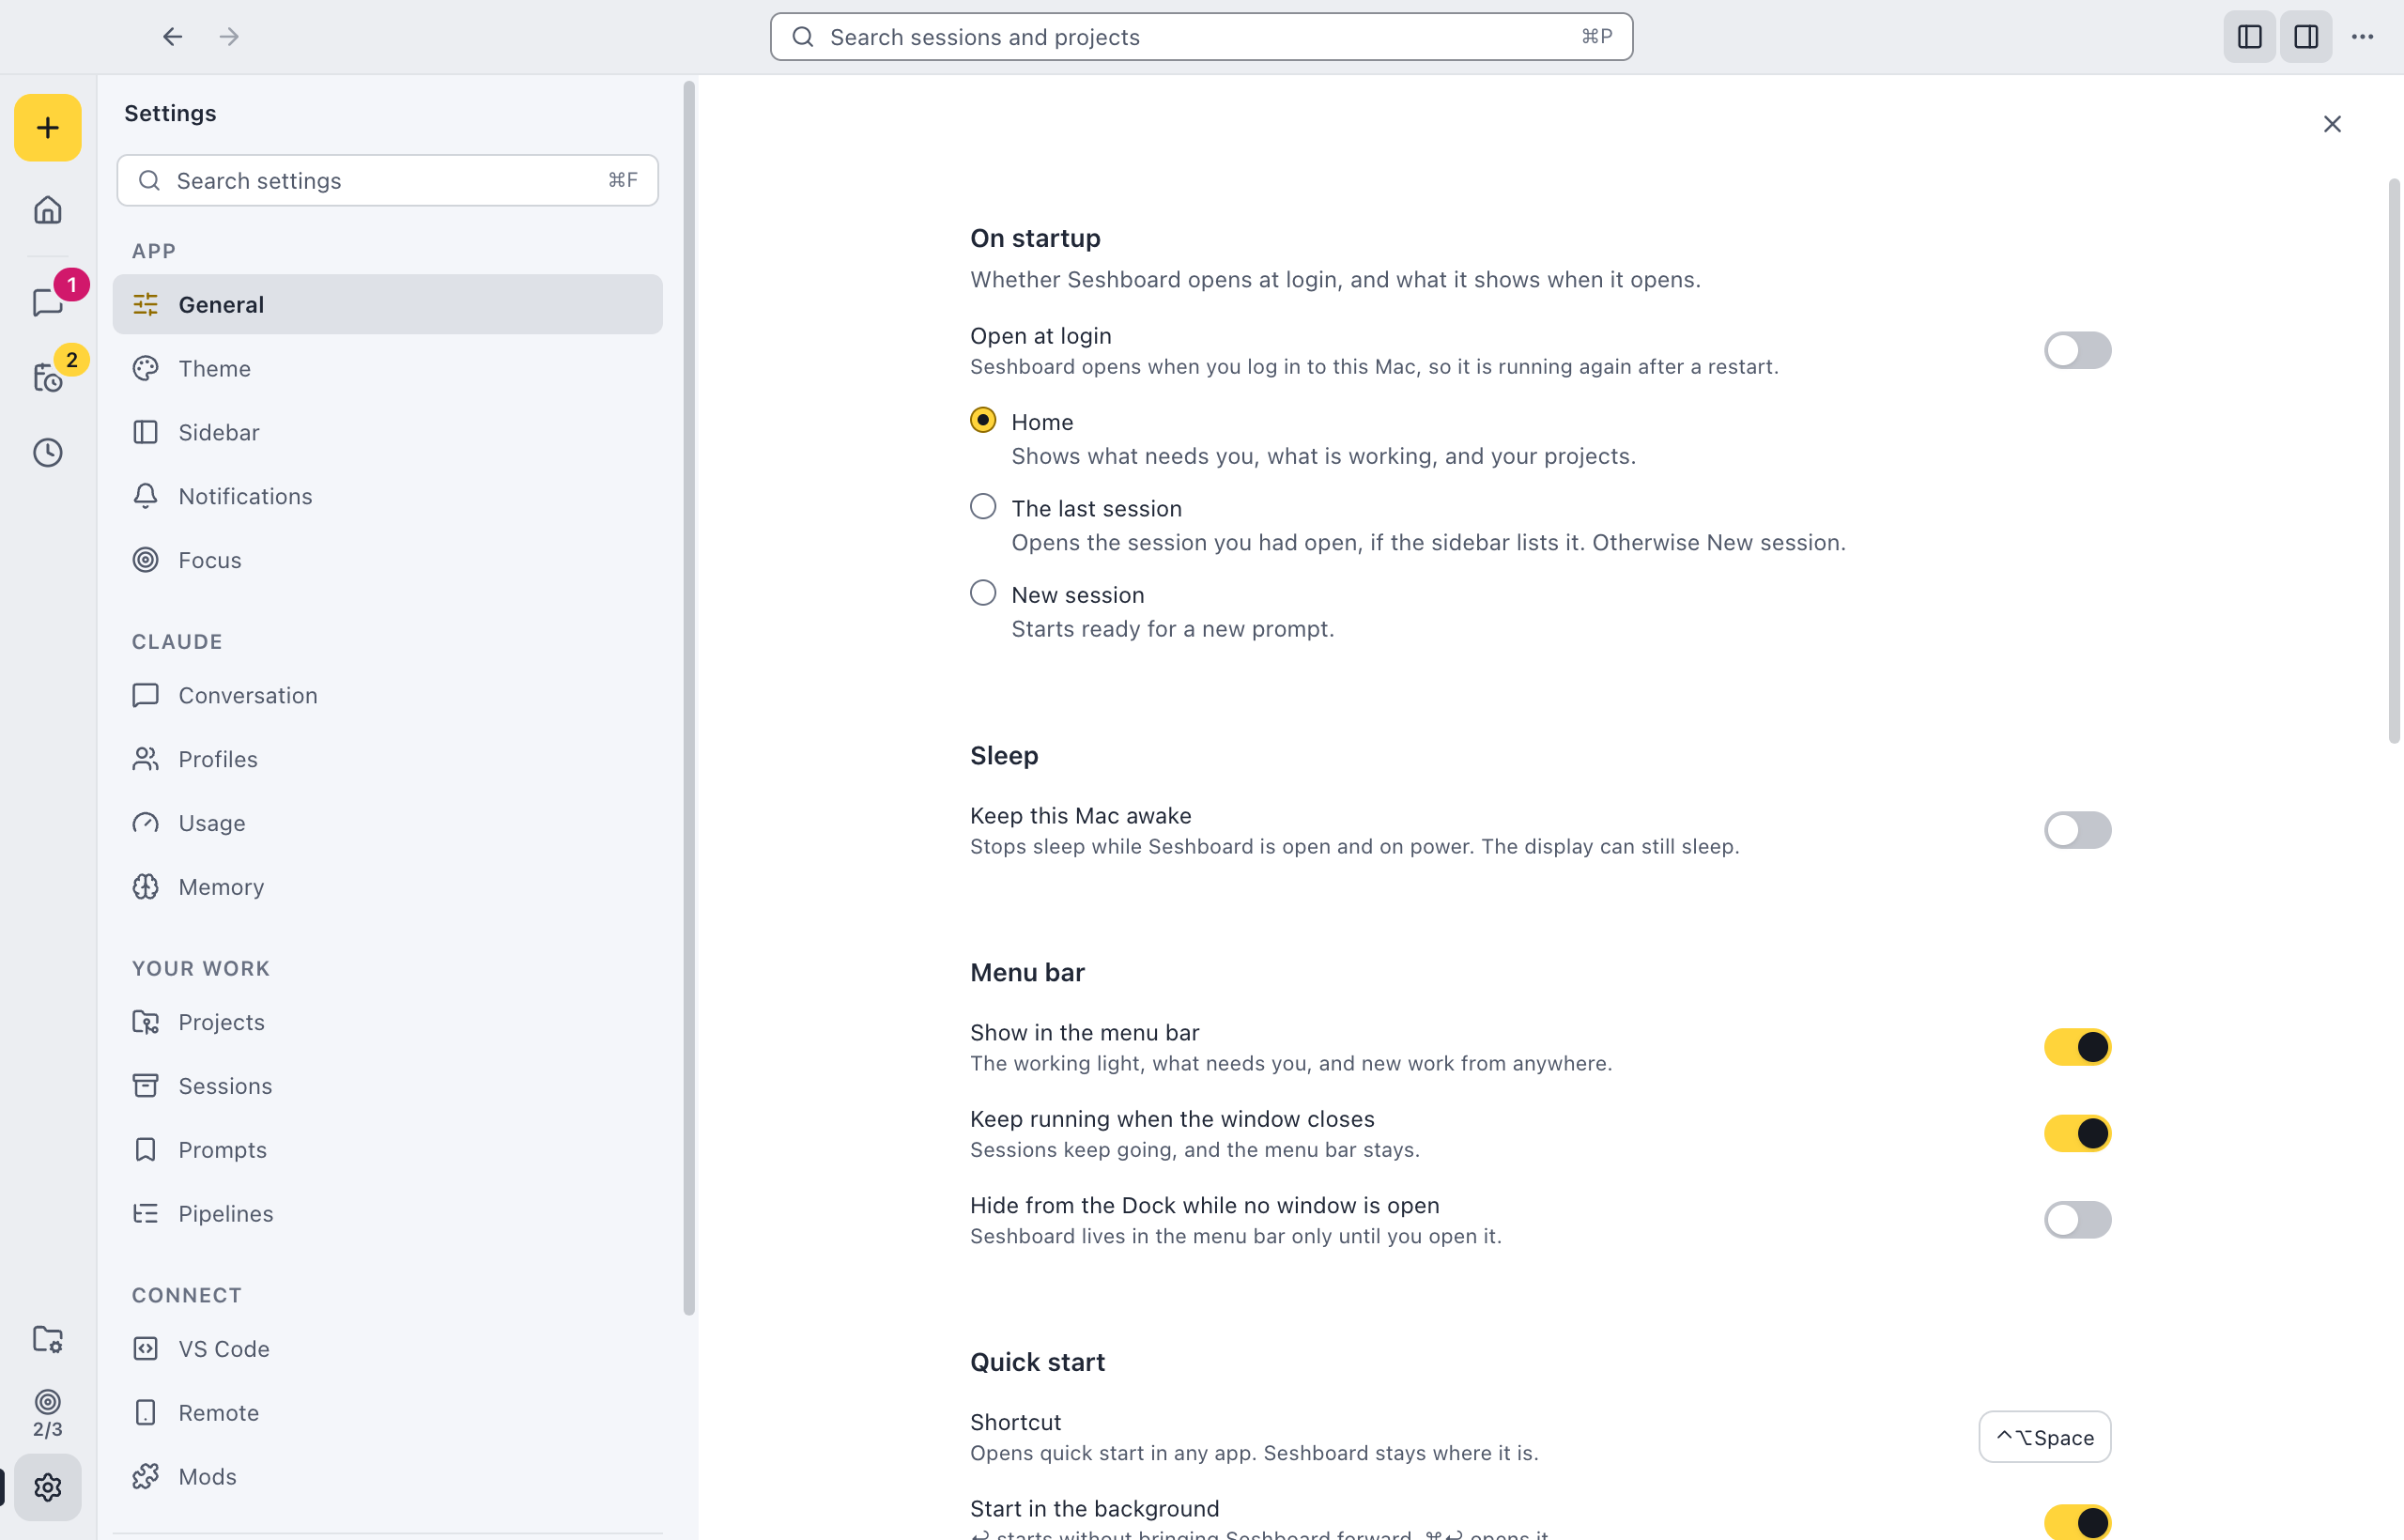 Search sessions and projects ⌘P
Settings
Search settings ⌘F
APP
General
Theme
Sidebar
Notifications
Focus
CLAUDE
Conversation
Profiles
Usage
Memory
YOUR WORK
Projects
Sessions
Prompts
Pipelines
CONNECT
VS Code
Remote
Mods
1
2
2/3
On startup
Whether Seshboard opens at login, and what it shows when it opens.
Open at login
Seshboard opens when you log in to this Mac, so it is running again after a restart.
Home
Shows what needs you, what is working, and your projects.
The last session
Opens the session you had open, if the sidebar lists it. Otherwise New session.
New session
Starts ready for a new prompt.
Sleep
Keep this Mac awake
Stops sleep while Seshboard is open and on power. The display can still sleep.
Menu bar
Show in the menu bar
The working light, what needs you, and new work from anywhere.
Keep running when the window closes
Sessions keep going, and the menu bar stays.
Hide from the Dock while no window is open
Seshboard lives in the menu bar only until you open it.
Quick start
Shortcut
Opens quick start in any app. Seshboard stays where it is.
⌃⌥Space
Start in the background
↩ starts without bringing Seshboard forward. ⌘↩ opens it.